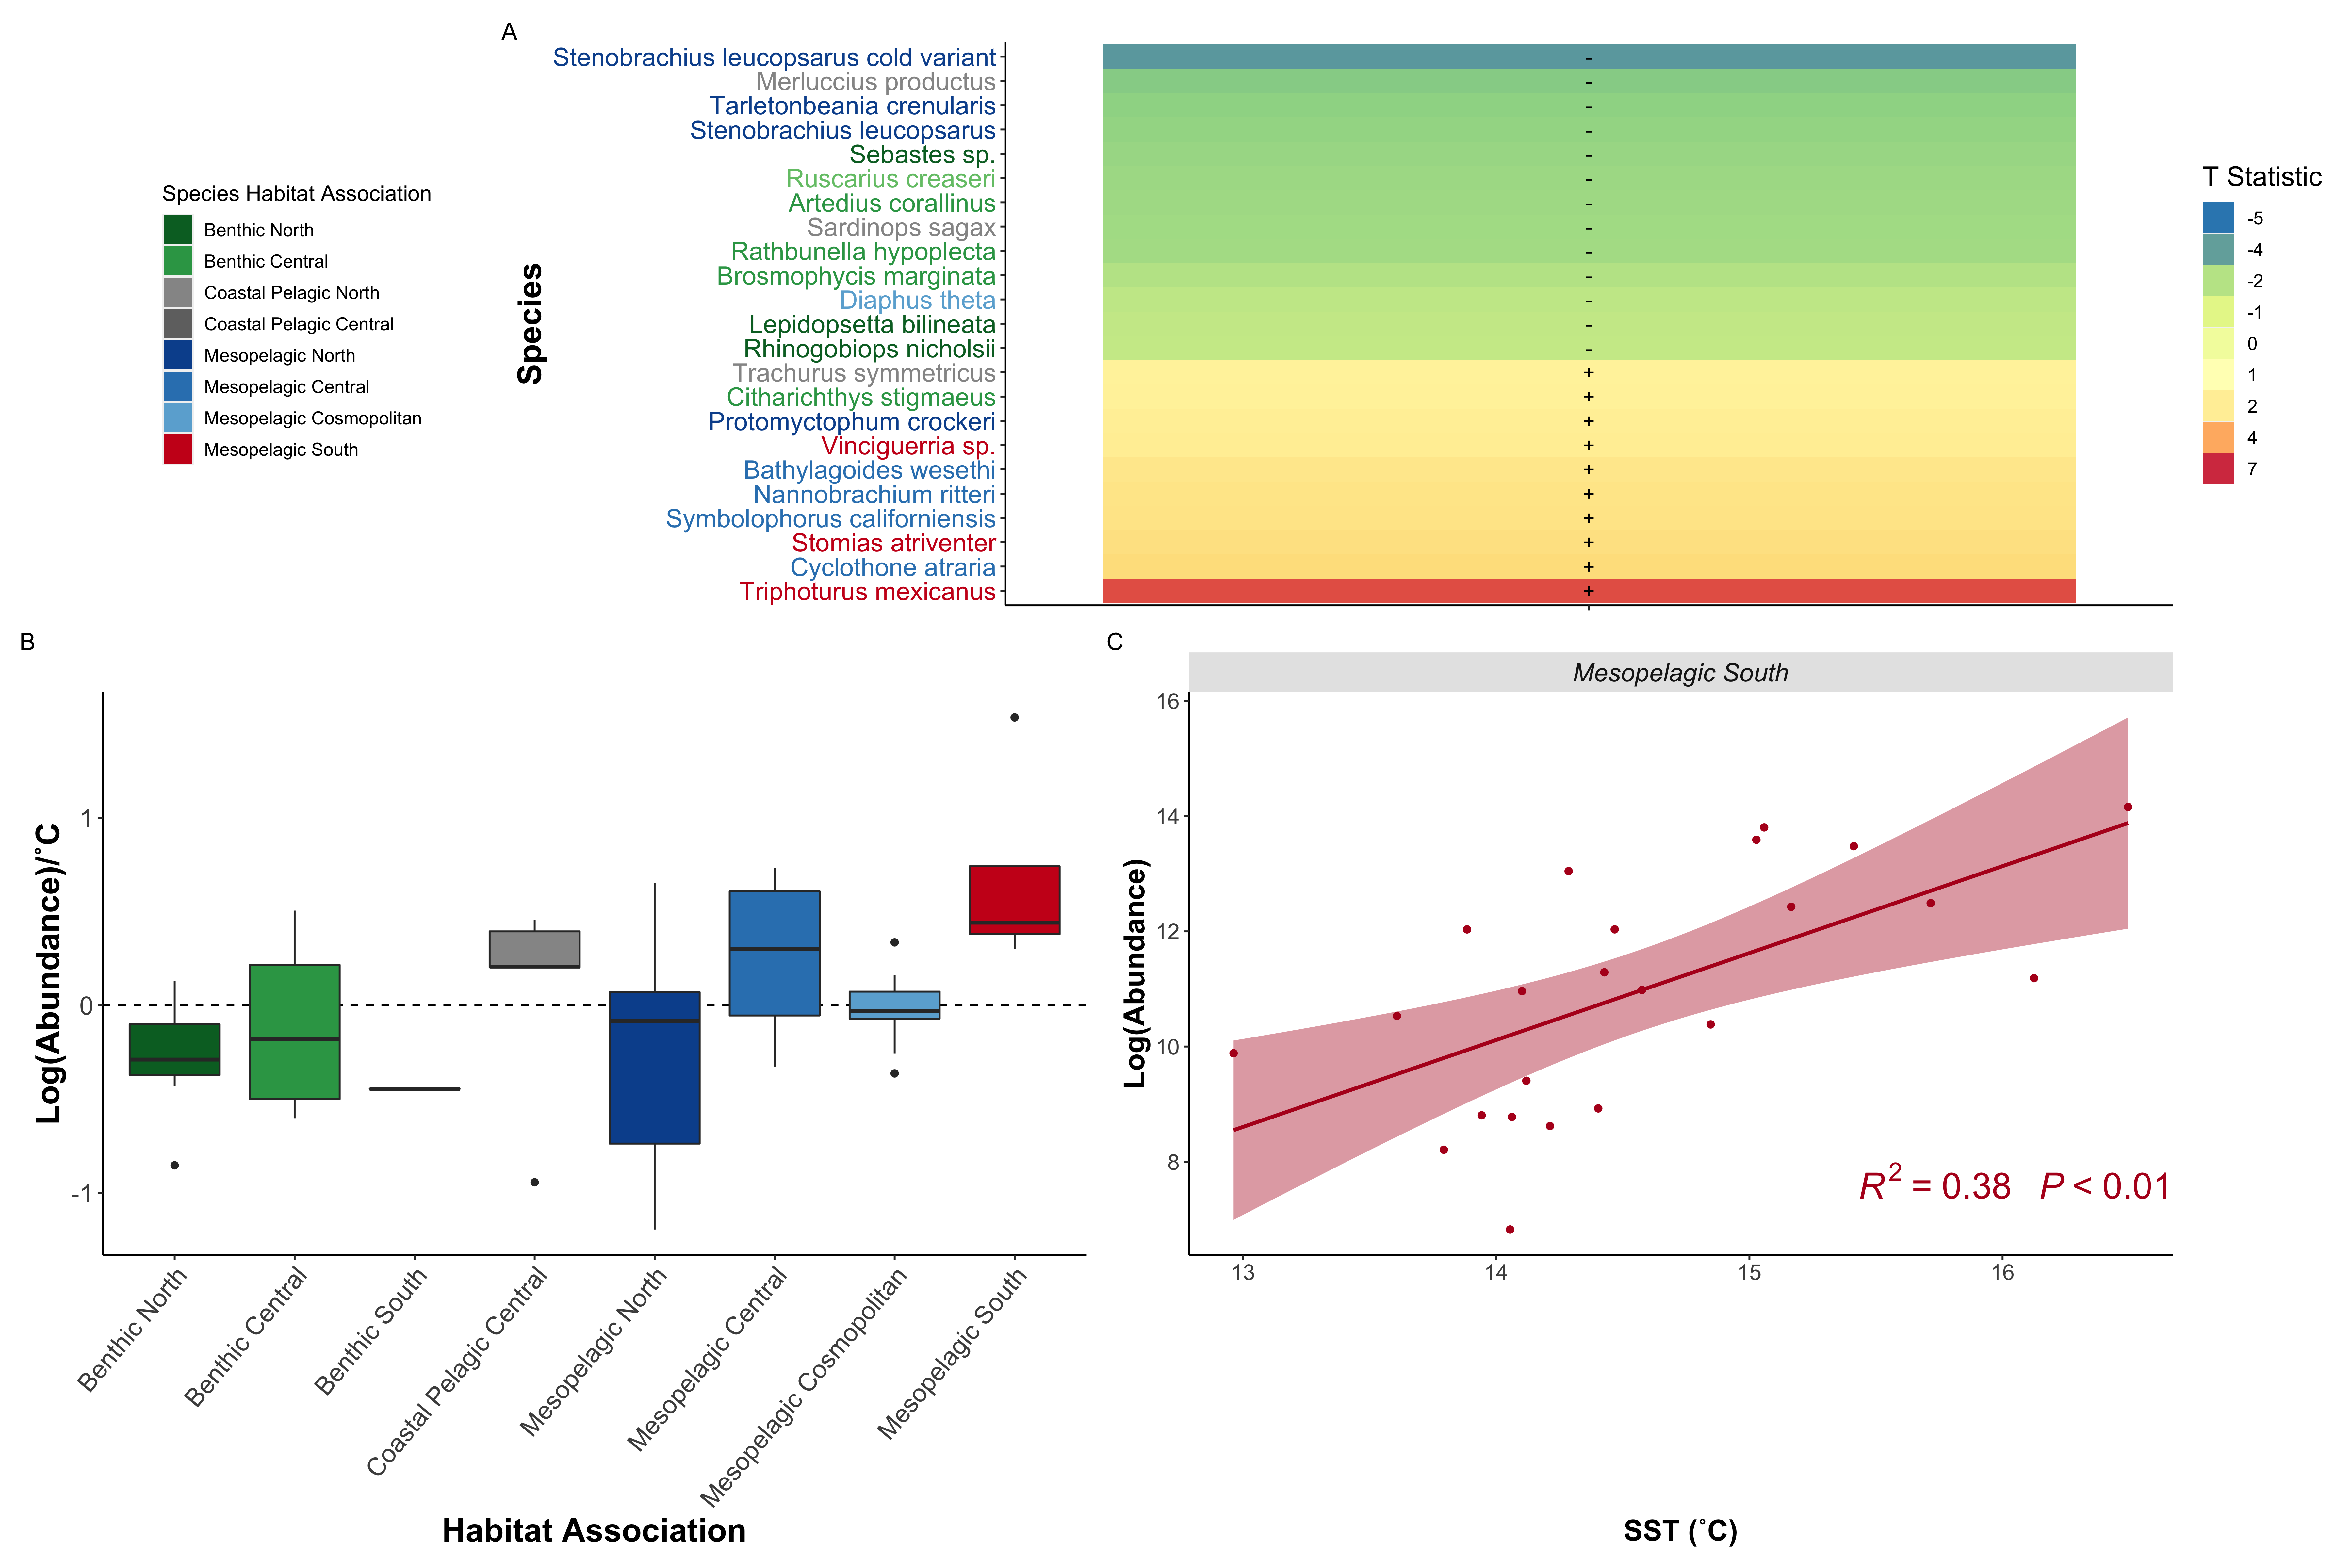 A
Stenobrachius leucopsarus cold variant
Merluccius productus
Tarletonbeania crenularis
Stenobrachius leucopsarus
Sebastes sp.
Ruscarius creaseri
Artedius corallinus
Sardinops sagax
Rathbunella hypoplecta
Brosmophycis marginata
Diaphus theta
Lepidopsetta bilineata
Rhinogobiops nicholsii
Trachurus symmetricus
Citharichthys stigmaeus
Protomyctophum crockeri
Vinciguerria sp.
Bathylagoides wesethi
Nannobrachium ritteri
Symbolophorus californiensis
Stomias atriventer
Cyclothone atraria
Triphoturus mexicanus
Species
-
-
-
-
-
-
-
-
-
-
-
-
-
+
+
+
+
+
+
+
+
+
+
Species Habitat Association
Benthic North
Benthic Central
Coastal Pelagic North
Coastal Pelagic Central
Mesopelagic North
Mesopelagic Central
Mesopelagic Cosmopolitan
Mesopelagic South
T Statistic
-5
-4
-2
-1
0
1
2
4
7
B
Log(Abundance)/˚C
1
0
-1
Benthic North
Benthic Central
Benthic South
Coastal Pelagic Central
Mesopelagic North
Mesopelagic Central
Mesopelagic Cosmopolitan
Mesopelagic South
Habitat Association
C
Mesopelagic South
Log(Abundance)
16
14
12
10
8
R² = 0.38 P < 0.01
13
14
15
16
SST (˚C)